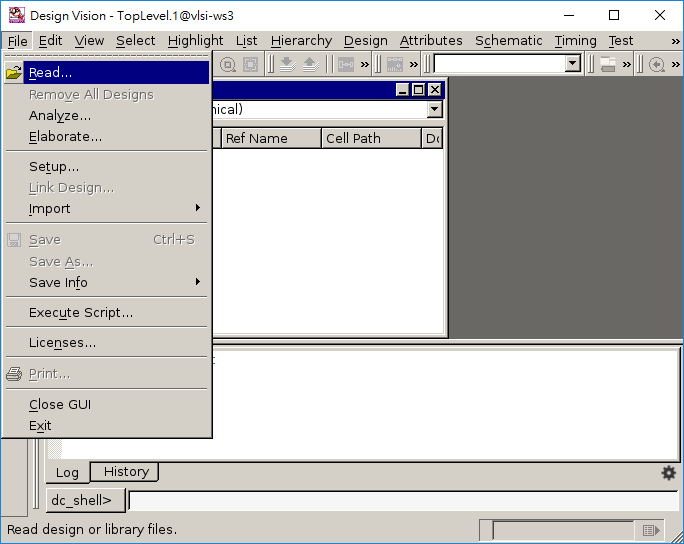 Design Vision - TopLevel.1@vlsi-ws3
File Edit View Select Highlight List Hierarchy Design Attributes Schematic Timing Test »
Read...
Remove All Designs
Analyze...
Elaborate...
Setup...
Link Design...
Import
Save Ctrl+S
Save As...
Save Info
Execute Script...
Licenses...
Print...
Close GUI
Exit
» » » »
nical)
Ref Name Cell Path
Log History
dc_shell>
Read design or library files.